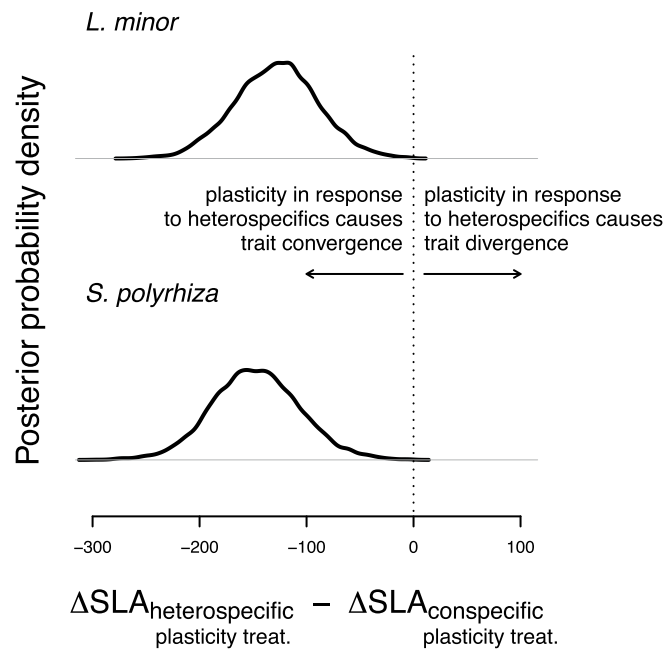 L. minor
Posterior probability density
plasticity in response
to heterospecifics causes
trait convergence
plasticity in response
to heterospecifics causes
trait divergence
S. polyrhiza
−300 −200 −100 0 100
ΔSLAheterospecific − ΔSLAconspecific
plasticity treat. plasticity treat.